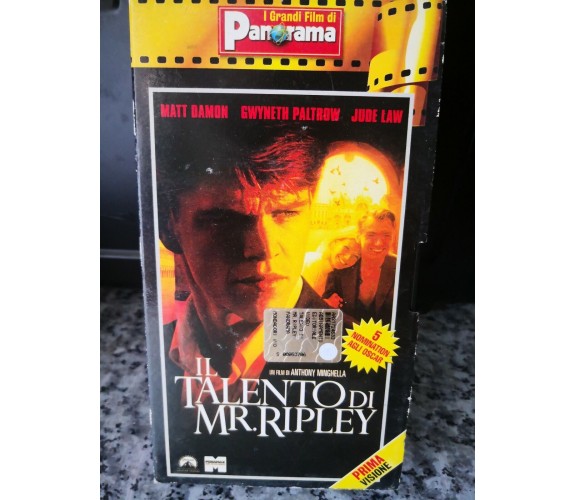 I Grandi Film di
Panorama
MATT DAMON GWYNETH PALTROW JUDE LAW
5
NOMINATION
AGLI OSCAR
IL
TALENTO DI
MR. RIPLEY
UN FILM DI ANTHONY MINGHELLA
PRIMA
VISIONE